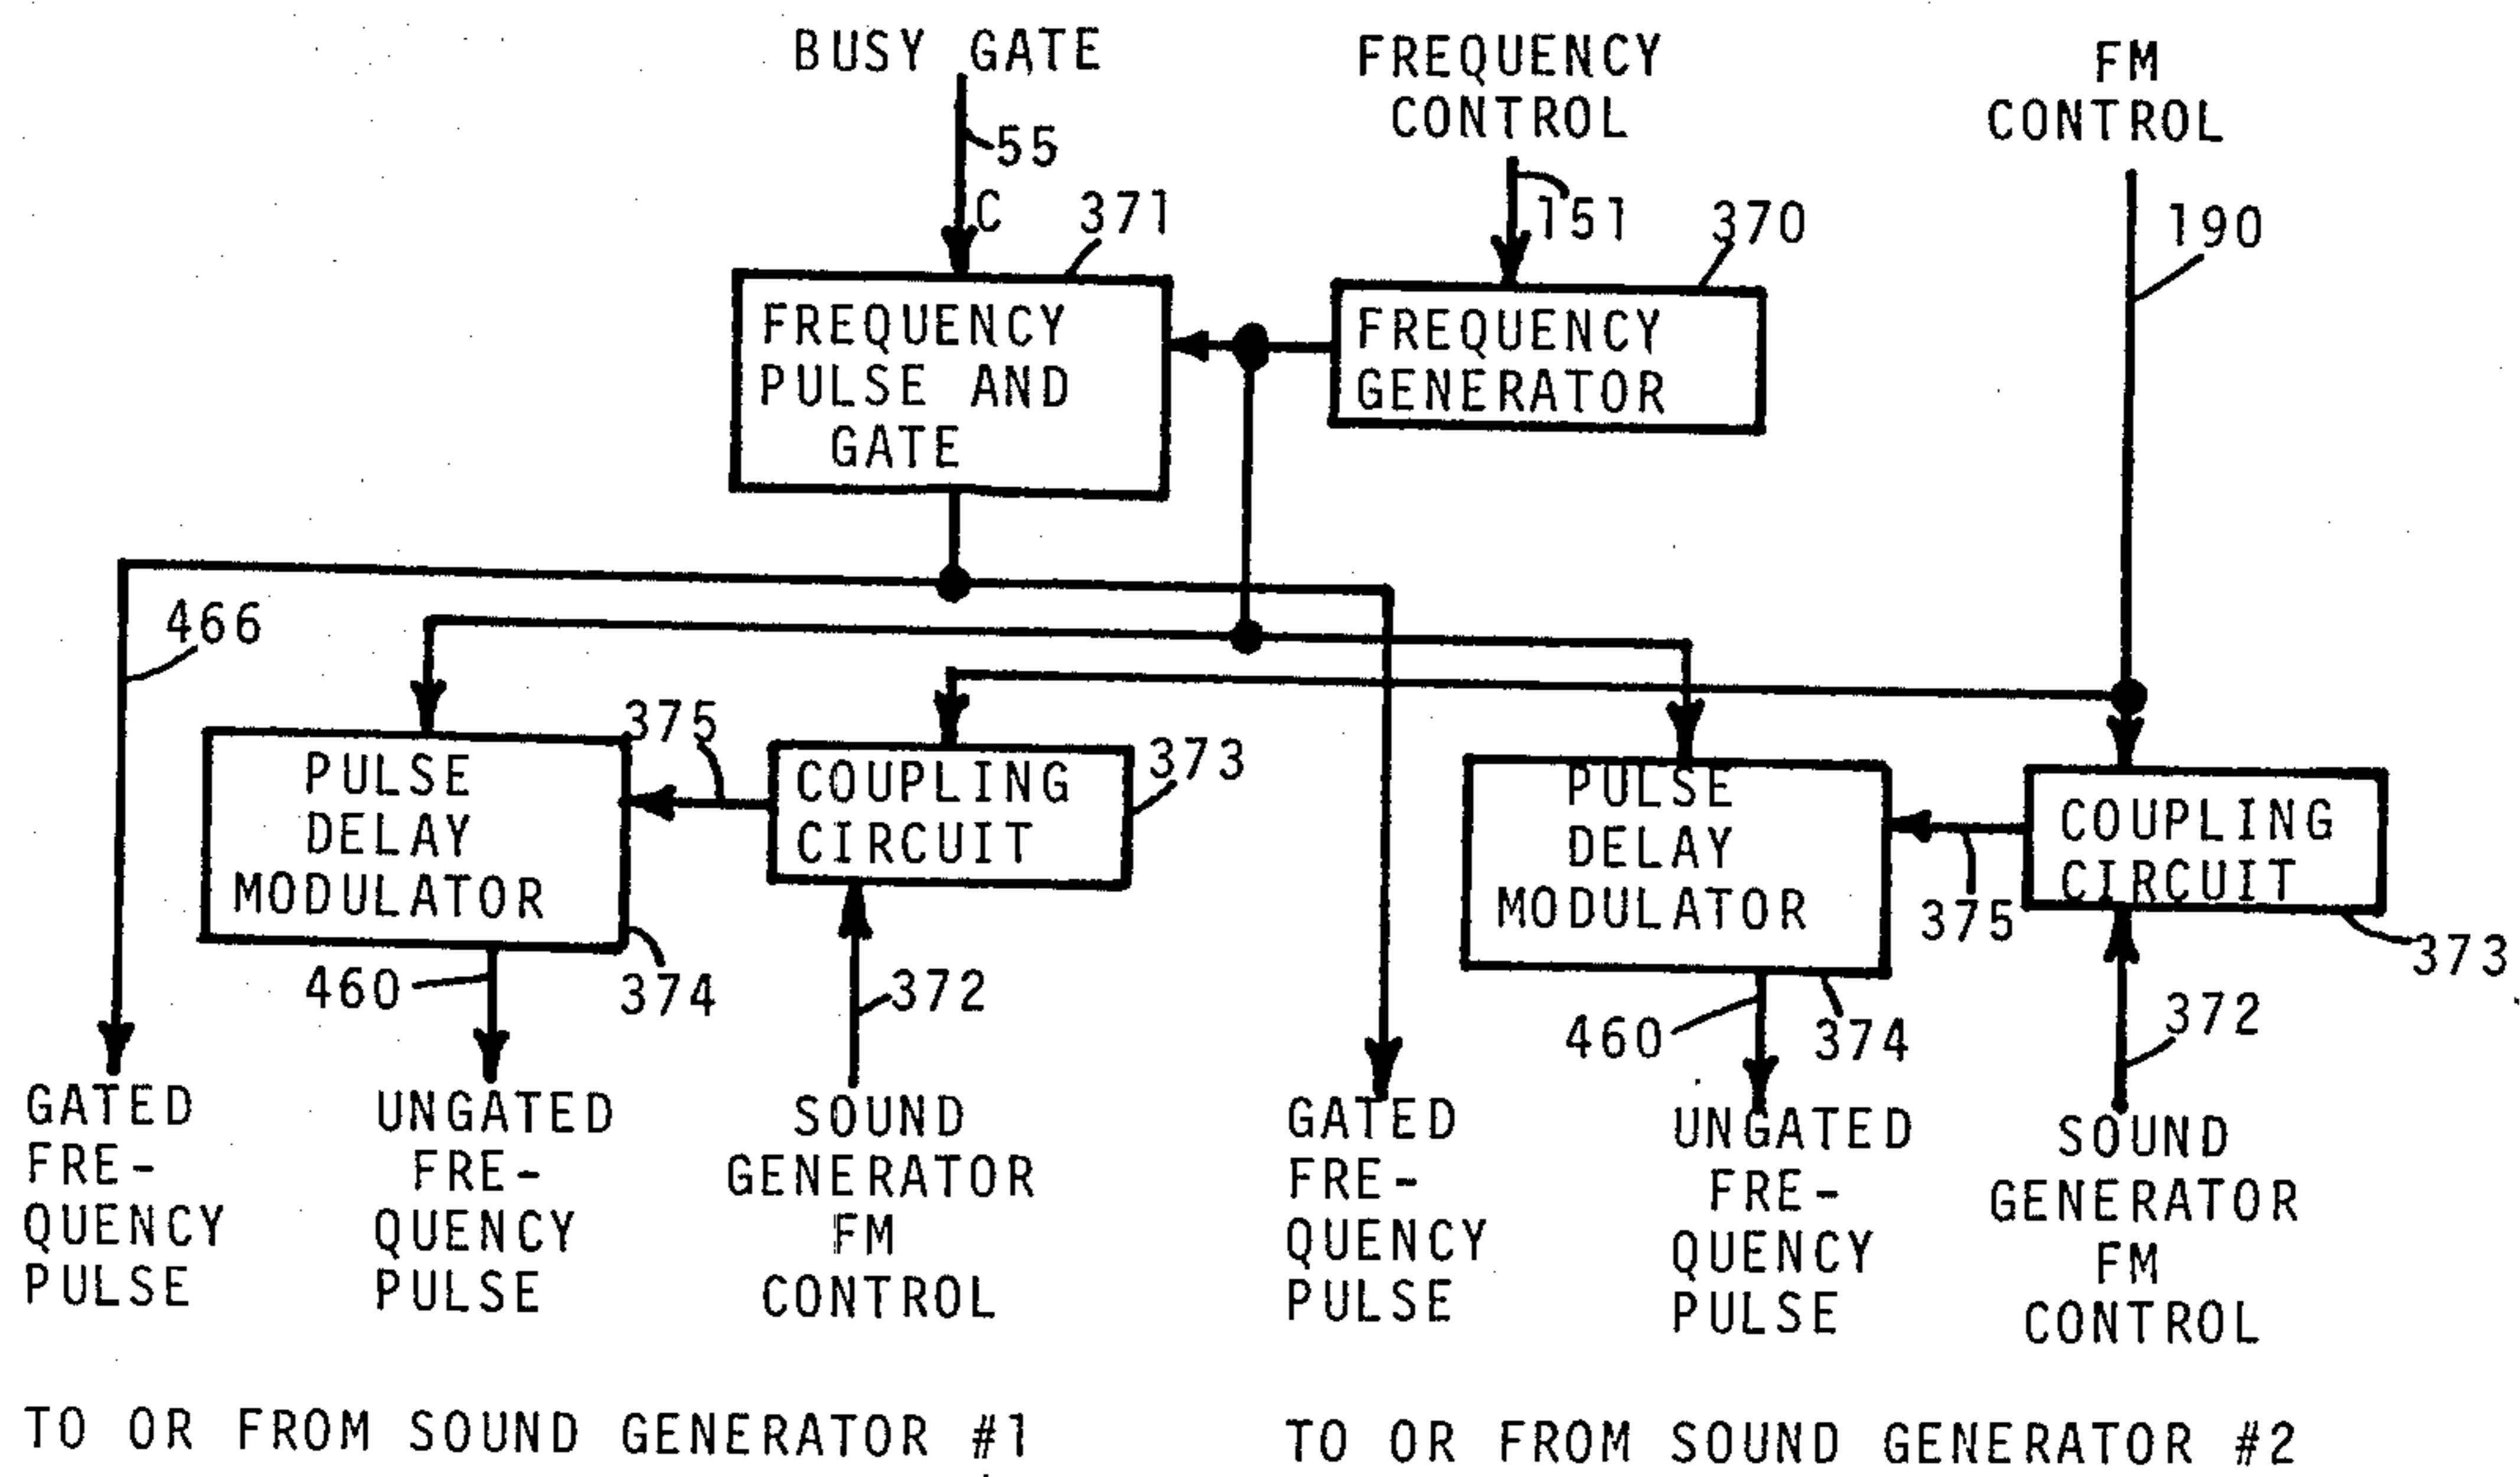 BUSY GATE
FREQUENCY
CONTROL
FM
CONTROL
55
C
371
151
370
190
FREQUENCY
PULSE AND
GATE
FREQUENCY
GENERATOR
466
375
373
PULSE
DELAY
MODULATOR
COUPLING
CIRCUIT
PULSE
DELAY
MODULATOR
COUPLING
CIRCUIT
375
373
460
374
372
460
374
372
GATED
FRE-
QUENCY
PULSE
UNGATED
FRE-
QUENCY
PULSE
SOUND
GENERATOR
FM
CONTROL
GATED
FRE-
QUENCY
PULSE
UNGATED
FRE-
QUENCY
PULSE
SOUND
GENERATOR
FM
CONTROL
TO OR FROM SOUND GENERATOR #1
TO OR FROM SOUND GENERATOR #2